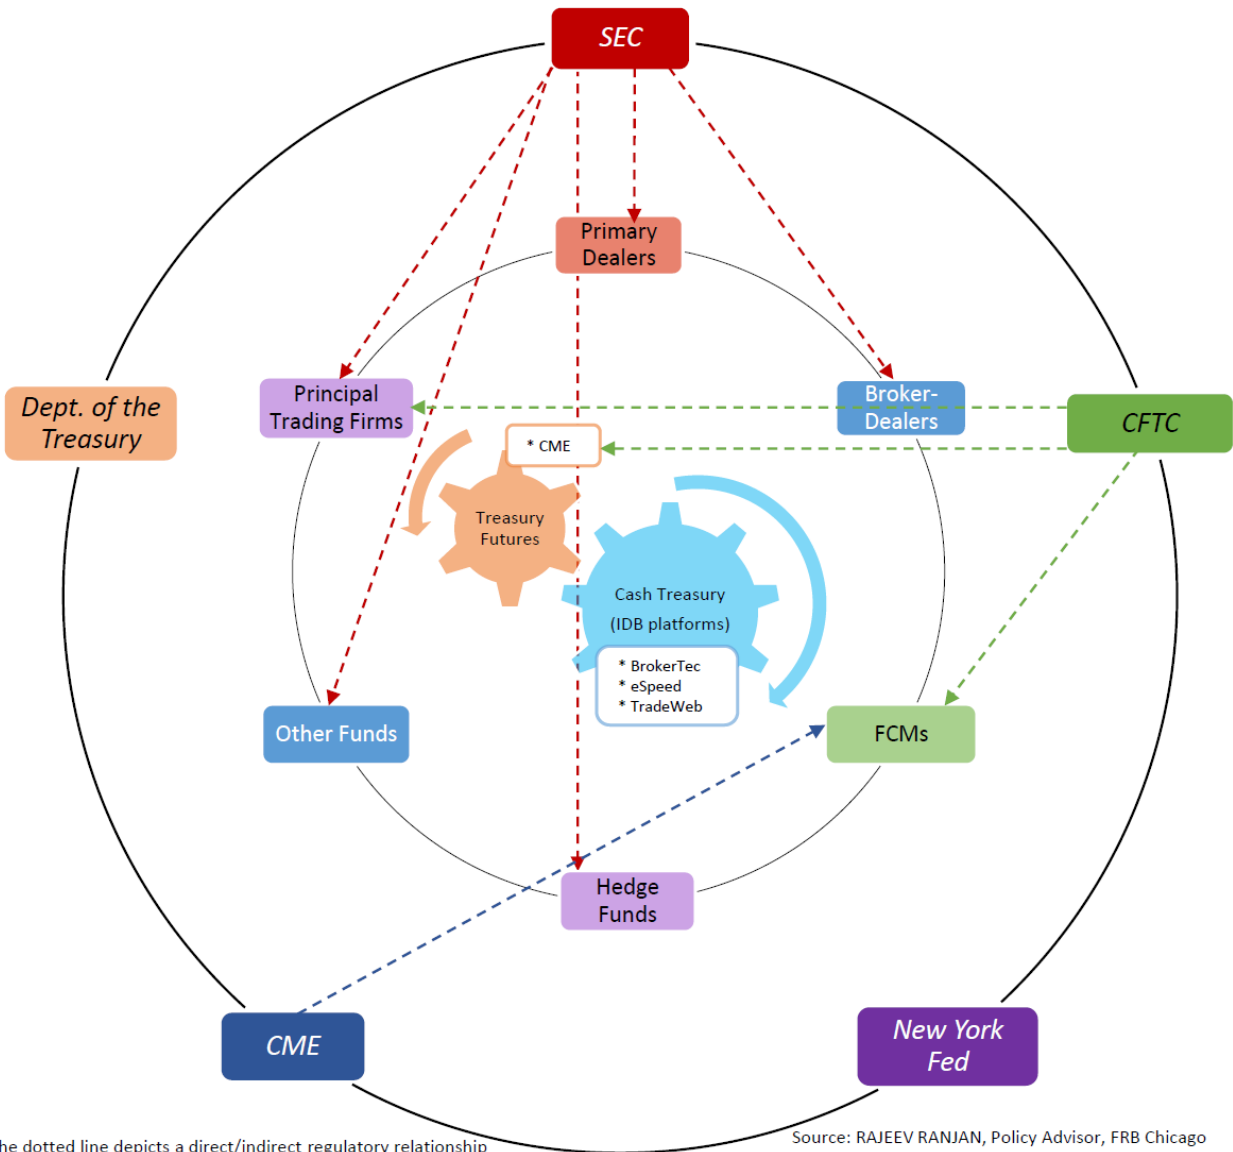 SEC
Primary
Dealers
Principal
Trading Firms
Broker-
Dealers
Dept. of the
Treasury
CFTC
* CME
Treasury
Futures
Cash Treasury
(IDB platforms)
* BrokerTec
* eSpeed
* TradeWeb
Other Funds
FCMs
Hedge
Funds
CME
New York
Fed
he dotted line depicts a direct/indirect regulatory relationship
Source: RAJEEV RANJAN, Policy Advisor, FRB Chicago